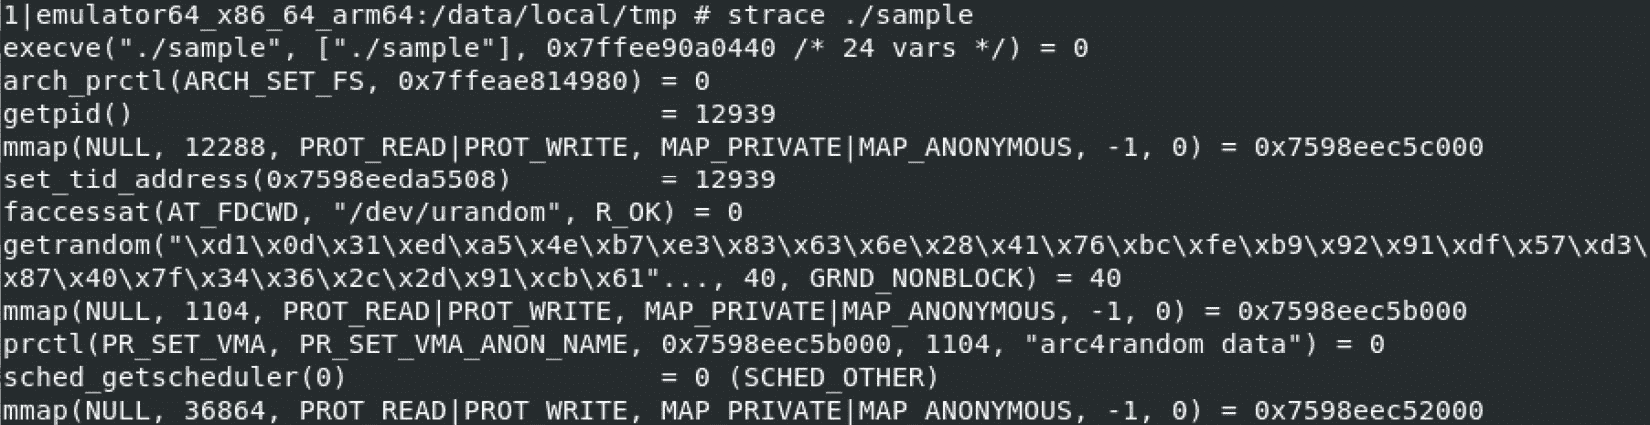 1|emulator64_x86_64_arm64:/data/local/tmp # strace ./sample
execve("./sample", ["./sample"], 0x7ffee90a0440 /* 24 vars */) = 0
arch_prctl(ARCH_SET_FS, 0x7ffeae814980) = 0
getpid()                                = 12939
mmap(NULL, 12288, PROT_READ|PROT_WRITE, MAP_PRIVATE|MAP_ANONYMOUS, -1, 0) = 0x7598eec5c000
set_tid_address(0x7598eeda5508)         = 12939
faccessat(AT_FDCWD, "/dev/urandom", R_OK) = 0
getrandom("\xd1\x0d\x31\xed\xa5\x4e\xb7\xe3\x83\x63\x6e\x28\x41\x76\xbc\xfe\xb9\x92\x91\xdf\x57\xd3\
x87\x40\x7f\x34\x36\x2c\x2d\x91\xcb\x61"..., 40, GRND_NONBLOCK) = 40
mmap(NULL, 1104, PROT_READ|PROT_WRITE, MAP_PRIVATE|MAP_ANONYMOUS, -1, 0) = 0x7598eec5b000
prctl(PR_SET_VMA, PR_SET_VMA_ANON_NAME, 0x7598eec5b000, 1104, "arc4random data") = 0
sched_getscheduler(0)                   = 0 (SCHED_OTHER)
mmap(NULL, 36864, PROT_READ|PROT_WRITE, MAP_PRIVATE|MAP_ANONYMOUS, -1, 0) = 0x7598eec52000